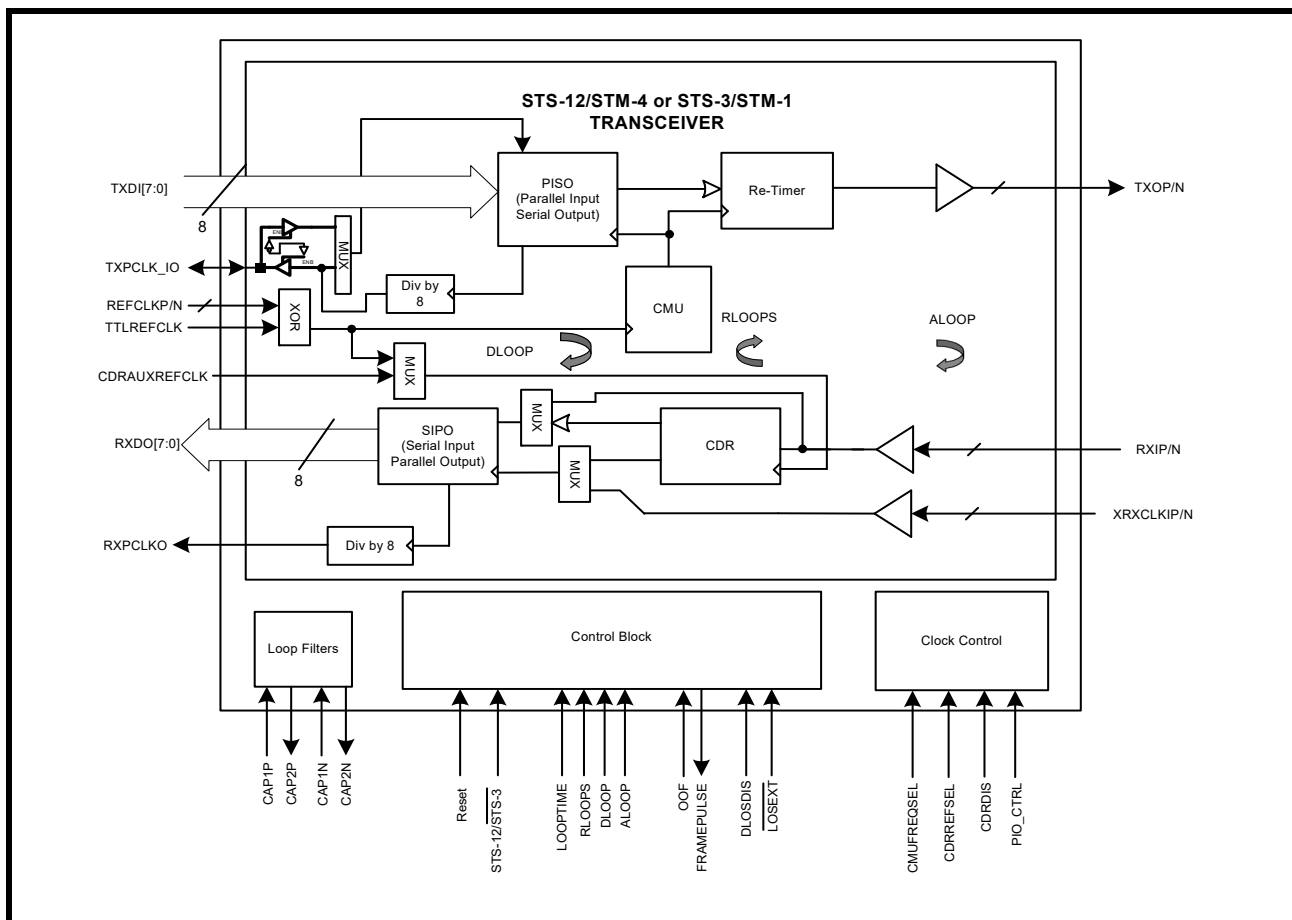 STS-12/STM-4 or STS-3/STM-1
TRANSCEIVER
TXDI[7:0]
8
PISO
(Parallel Input
Serial Output)
Re-Timer
TXOP/N
ENB
MUX
ENB
TXPCLK_IO
Div by
8
REFCLKP/N
XOR
CMU
TTLREFCLK
RLOOPS
ALOOP
DLOOP
MUX
CDRAUXREFCLK
MUX
SIPO
(Serial Input
Parallel Output)
CDR
RXDO[7:0]
8
RXIP/N
MUX
XRXCLKIP/N
RXPCLKO
Div by 8
Loop Filters
Control Block
Clock Control
CAP1P
CAP2P
CAP1N
CAP2N
Reset
STS-12/STS-3
LOOPTIME
RLOOPS
DLOOP
ALOOP
OOF
FRAMEPULSE
DLOSDIS
LOSEXT
CMUFREQSEL
CDRREFSEL
CDRDIS
PIO_CTRL